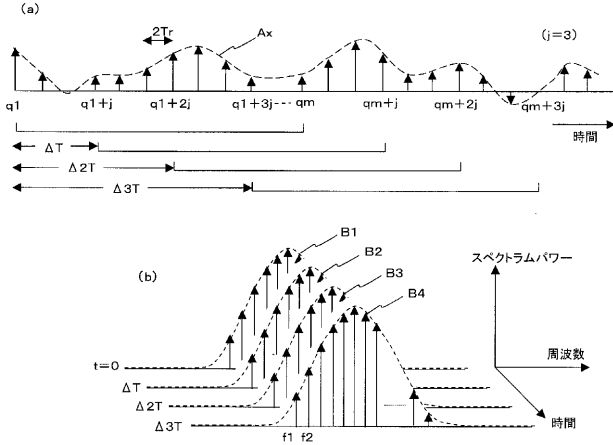 (a)
2Tr
Ax
(j=3)
q1 q1+j q1+2j q1+3j---- qm qm+j qm+2j qm+3j
時間
ΔT
Δ2T
Δ3T
(b)
B1
B2
B3
B4
スペクトラムパワー
周波数
時間
t=0
ΔT
Δ2T
Δ3T
f1 f2